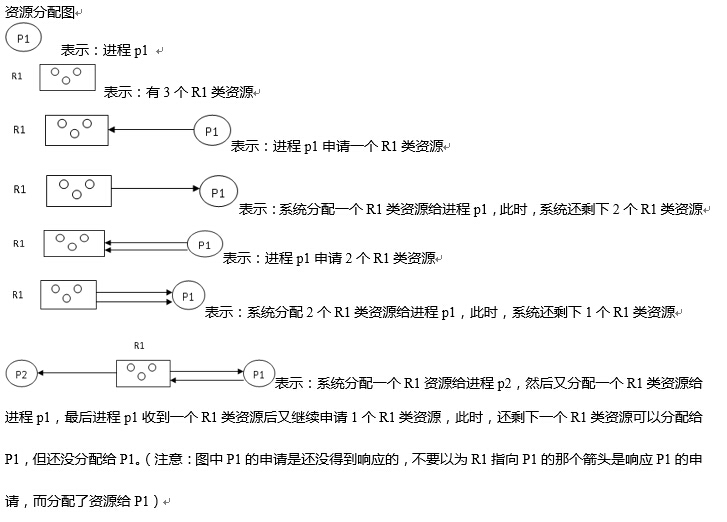 资源分配图
P1 表示：进程 p1
R1 表示：有 3 个 R1 类资源
R1 P1 表示：进程 p1 申请一个 R1 类资源
R1 P1 表示：系统分配一个 R1 类资源给进程 p1，此时，系统还剩下 2 个 R1 类资源
R1 P1 表示：进程 p1 申请 2 个 R1 类资源
R1 P1 表示：系统分配 2 个 R1 类资源给进程 p1，此时，系统还剩下 1 个 R1 类资源
R1
P2 P1 表示：系统分配一个 R1 资源给进程 p2，然后又分配一个 R1 类资源给
进程 p1，最后进程 p1 收到一个 R1 类资源后又继续申请 1 个 R1 类资源，此时，还剩下一个 R1 类资源可以分配给
P1，但还没分配给 P1。（注意：图中 P1 的申请是还没得到响应的，不要以为 R1 指向 P1 的那个箭头是响应 P1 的申
请，而分配了资源给 P1）